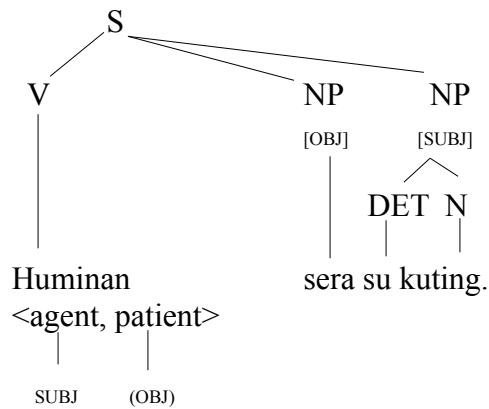 S
V NP NP
[OBJ] [SUBJ]
DET N
Huminan sera su kuting.
<agent, patient>
SUBJ (OBJ)